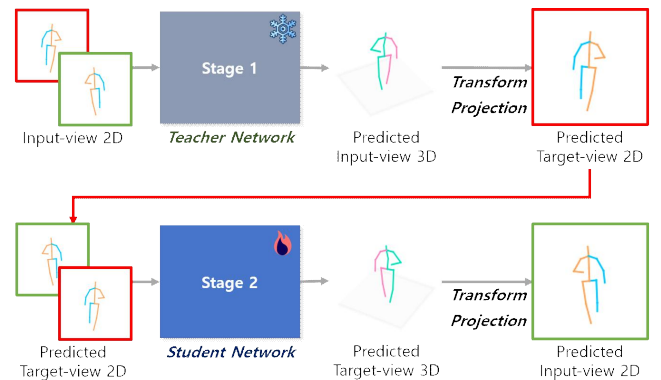 Stage 1
Input-view 2D
Teacher Network
Predicted
Input-view 3D
Transform
Projection
Predicted
Target-view 2D
Stage 2
Predicted
Target-view 2D
Student Network
Predicted
Target-view 3D
Transform
Projection
Predicted
Input-view 2D